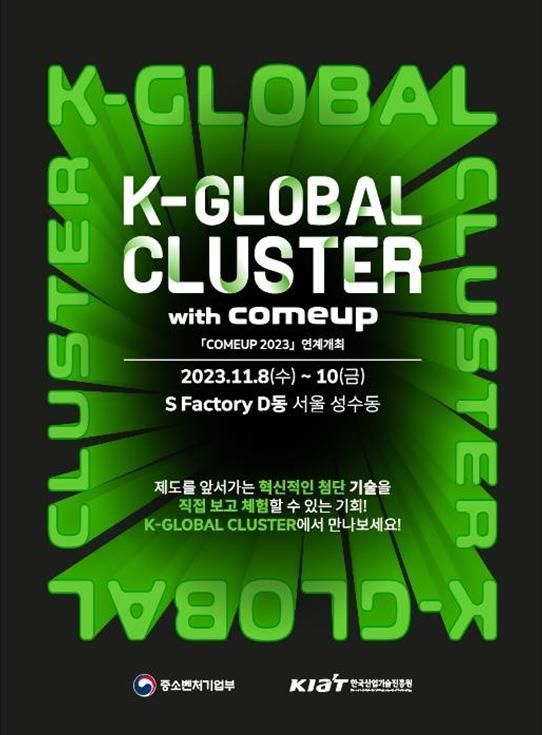 K-GLOBAL
CLUSTER
CLUSTER
K-GLOBAL
CLUSTER
with comeup
「COMEUP 2023」 연계개최
2023.11.8(수) ~ 10(금)
S Factory D동 서울 성수동
제도를 앞서가는 혁신적인 첨단 기술을
직접 보고 체험할 수 있는 기회!
K-GLOBAL CLUSTER에서 만나보세요!
K-GLOBAL
중소벤처기업부
KIAT 한국산업기술진흥원